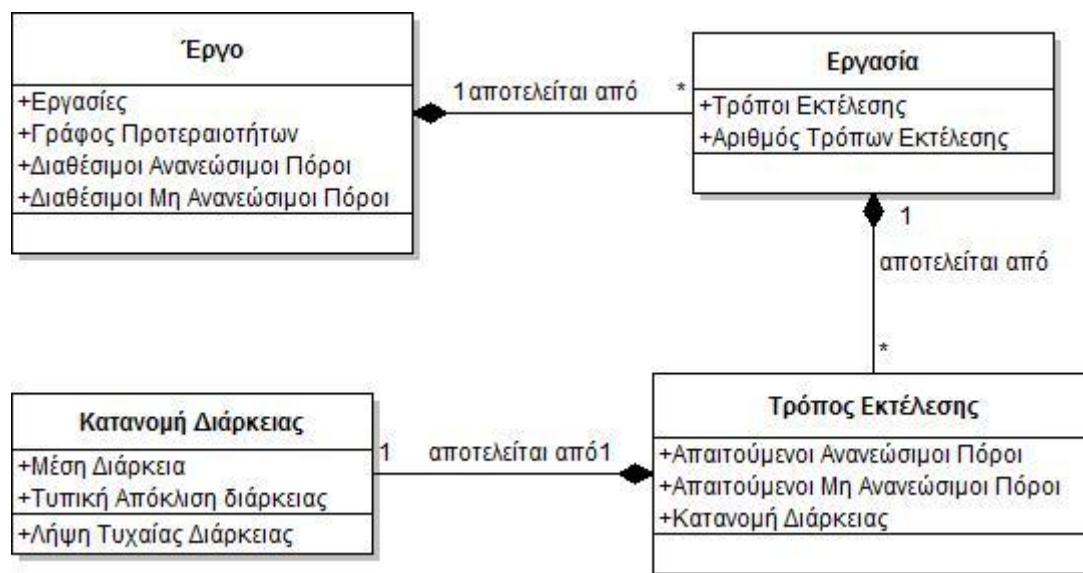 Έργο
+Εργασίες
+Γράφος Προτεραιοτήτων
+Διαθέσιμοι Ανανεώσιμοι Πόροι
+Διαθέσιμοι Μη Ανανεώσιμοι Πόροι
1 αποτελείται από *
Εργασία
+Τρόποι Εκτέλεσης
+Αριθμός Τρόπων Εκτέλεσης
1
αποτελείται από
*
Κατανομή Διάρκειας
+Μέση Διάρκεια
+Τυπική Απόκλιση διάρκειας
+Λήψη Τυχαίας Διάρκειας
1 αποτελείται από 1
Τρόπος Εκτέλεσης
+Απαιτούμενοι Ανανεώσιμοι Πόροι
+Απαιτούμενοι Μη Ανανεώσιμοι Πόροι
+Κατανομή Διάρκειας